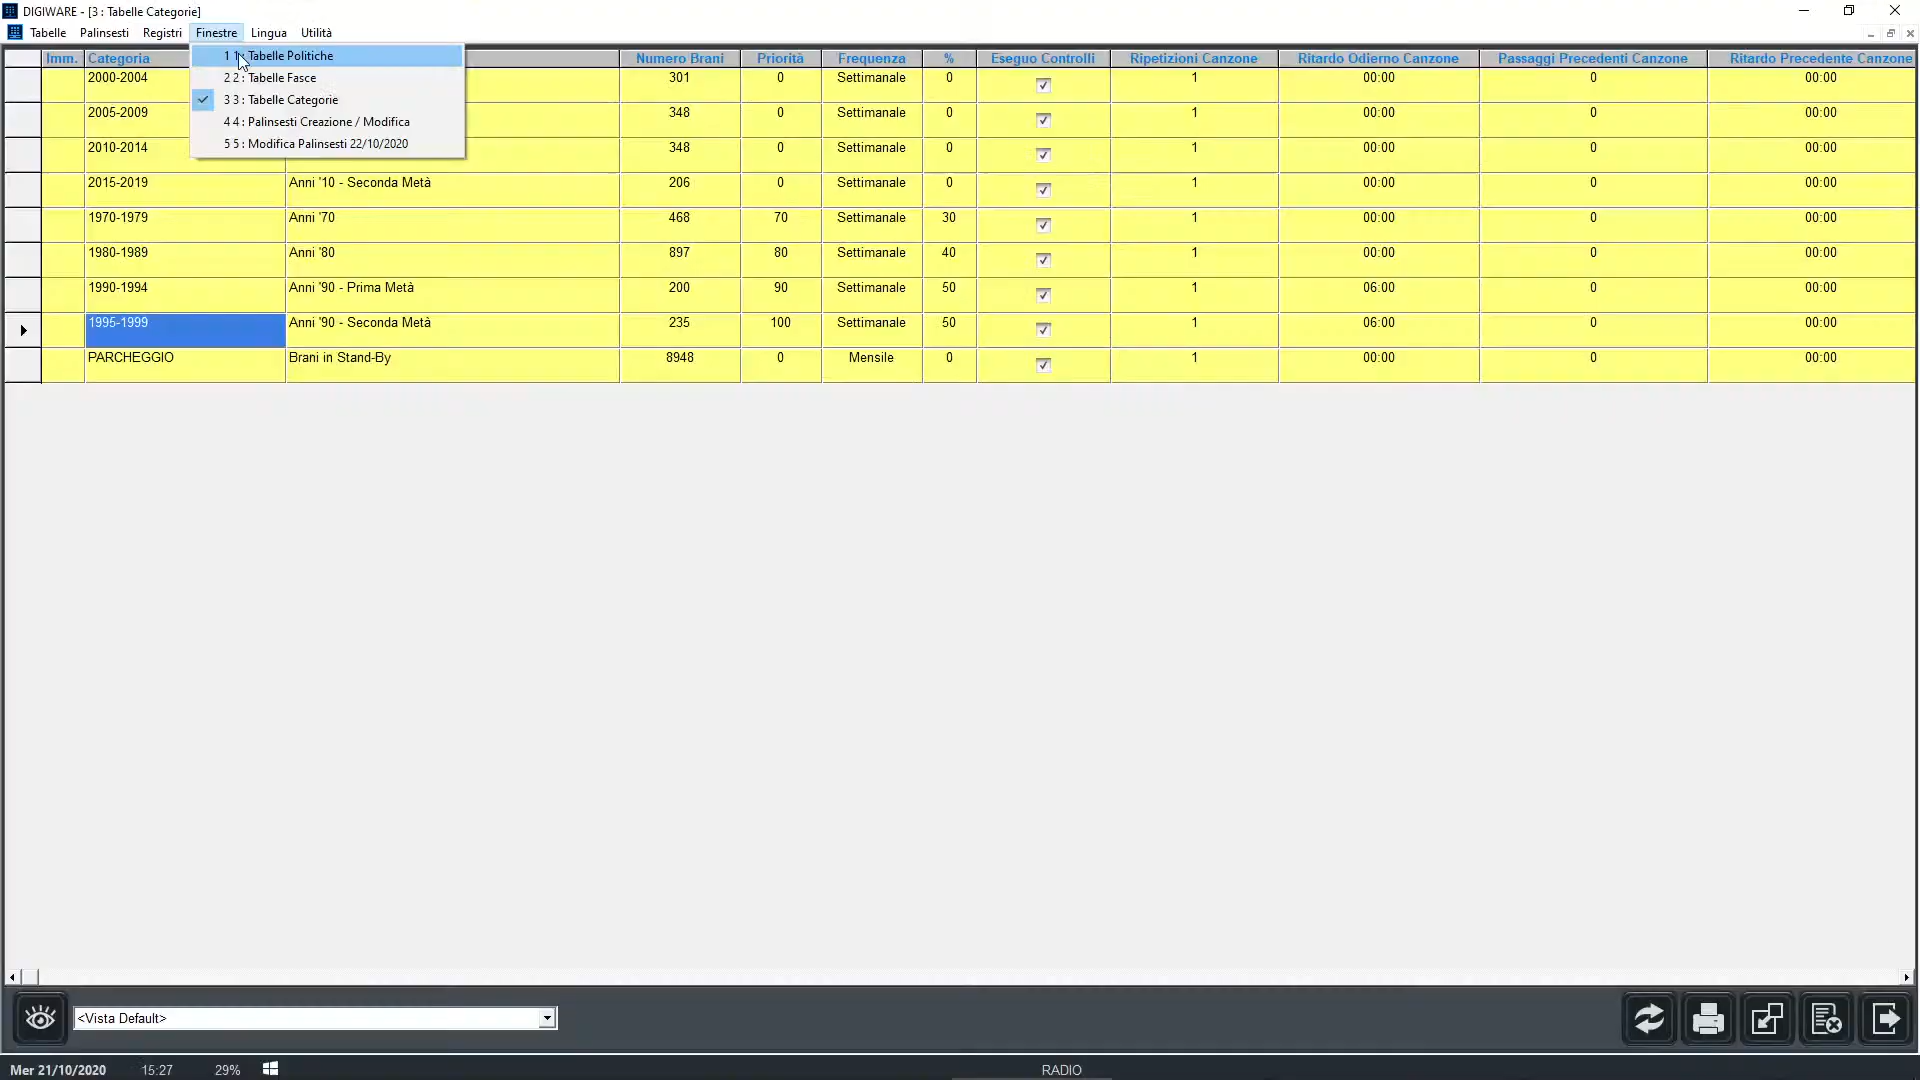 DIGIWARE - [3 : Tabelle Categorie]
Tabelle Palinsesti Registri Finestre Lingua Utilità
1 1 : Tabelle Politiche
2 2 : Tabelle Fasce
3 3 : Tabelle Categorie
4 4 : Palinsesti Creazione / Modifica
5 5 : Modifica Palinsesti 22/10/2020
Imm. Categoria Numero Brani Priorità Frequenza % Eseguo Controlli Ripetizioni Canzone Ritardo Odierno Canzone Passaggi Precedenti Canzone Ritardo Precedente Canzone
2000-2004 301 0 Settimanale 0 1 00:00 0 00:00
2005-2009 348 0 Settimanale 0 1 00:00 0 00:00
2010-2014 348 0 Settimanale 0 1 00:00 0 00:00
2015-2019 Anni '10 - Seconda Metà 206 0 Settimanale 0 1 00:00 0 00:00
1970-1979 Anni '70 468 70 Settimanale 30 1 00:00 0 00:00
1980-1989 Anni '80 897 80 Settimanale 40 1 00:00 0 00:00
1990-1994 Anni '90 - Prima Metà 200 90 Settimanale 50 1 06:00 0 00:00
1995-1999 Anni '90 - Seconda Metà 235 100 Settimanale 50 1 06:00 0 00:00
PARCHEGGIO Brani in Stand-By 8948 0 Mensile 0 1 00:00 0 00:00
<Vista Default>
Mer 21/10/2020 15:27 29% RADIO